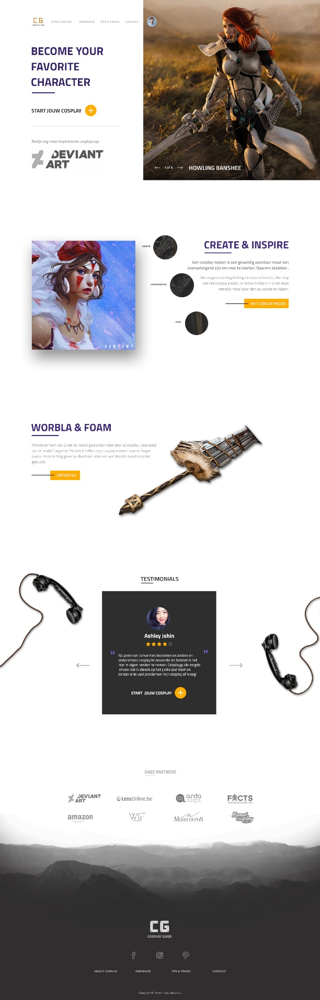 CG
COSPLAY GUIDE
OVER COSPLAY INSPIRATIE TIPS & TRICKS CONTACT
BECOME YOUR
FAVORITE
CHARACTER
START JOUW COSPLAY
Bekijk nog meer inspirerende cosplays op:
DEVIANT
ART
1 of 5
HOWLING BANSHEE
NUMYUMY
AMROR
VOORWERPEN
STOF
CREATE & INSPIRE
Een cosplay maken is een geweldig avontuur maar kan
overweldigend zijn om mee te starten. Daarom besloten .
We zorgen voor begeleiding en externe links bij elke stap
van het cosplay proces. Je fellow brothers in arms doen
namelijk niets liever dan jou verder te helpen.
HET COSPLAY PROCES
WORBLA & FOAM
Worbla en foam zijn 2 van de meest gebruikte materialen bij cosplay. Daarnaast
zijn ze relatief beginner friendly en tillen ze je cosplay meteen naar en hoger
niveau. In onze blog geven je alvast een idee van wat Worbla is en hoe je het
gebruikt.
ONTDEK NU
TESTIMONIALS
Ashley Jehin
“ ”
Na jaren van conventies bezoeken en andere en
andersmans cosplay te bewonderen besloot ik het
roer in eigen handen te nemen. Cosplayguide zorgde
ervoor dat ik steeds op het juiste pad bleef en
zonder al te veel problemen mijn cosplay af kreeg!
START JOUW COSPLAY
ONZE PARTNERS
DEVIANT
ART
LensOnline.be
arda
wigs
FACTS
amazon
WTF
MODECOUPON
Kamui
cosplay
CG
COSPLAY GUIDE
ABOUT COSPLAY INSPIRATIE TIPS & TRICKS CONTACT
Copyright © 2018